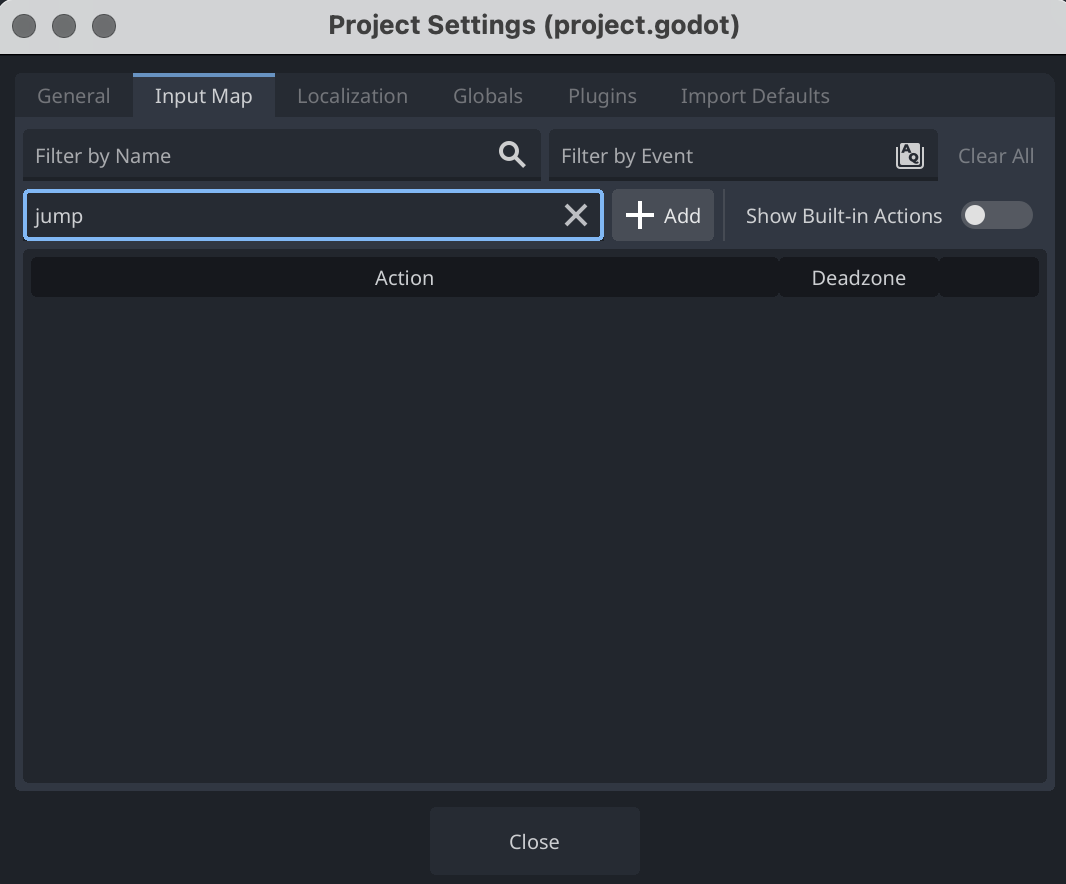 Project Settings (project.godot)
General Input Map Localization Globals Plugins Import Defaults
Filter by Name Filter by Event Clear All
jump Add Show Built-in Actions
Action Deadzone
Close